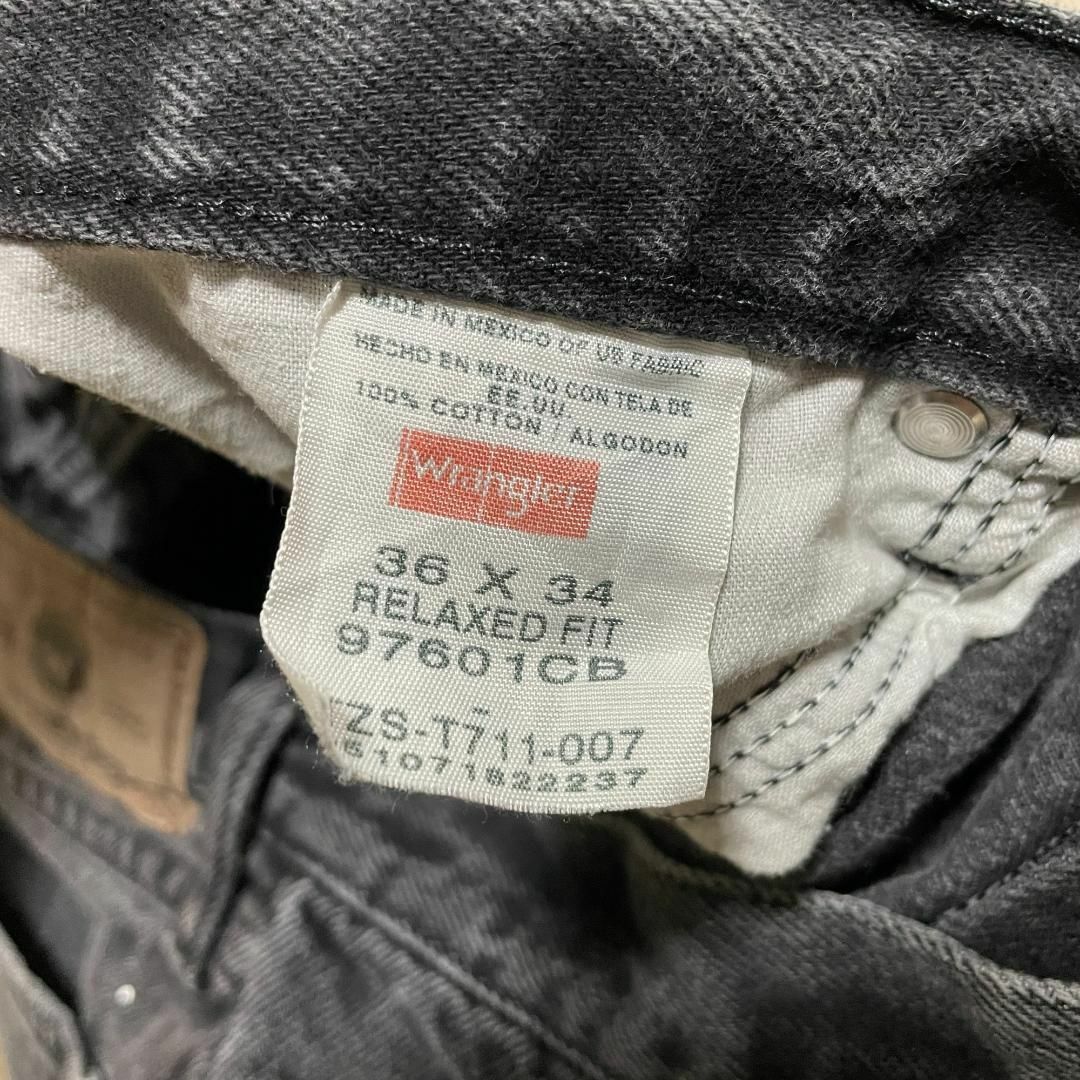 MADE IN MEXICO OF US FABRIC
HECHO EN MEXICO CON TELA DE
EE.UU.
100% COTTON / ALGODON
Wrangler
36 X 34
RELAXED FIT
97601CB
ZS-T711-007
51071822237